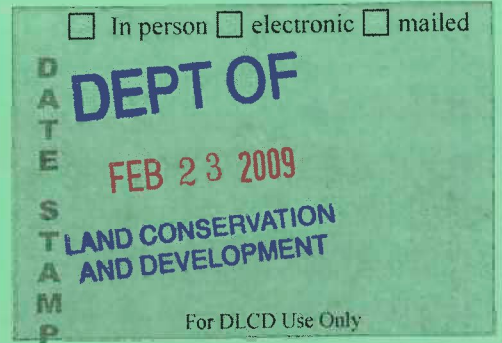 ☐ In person ☐ electronic ☐ mailed
DATE STAMP
DEPT OF
FEB 23 2009
LAND CONSERVATION
AND DEVELOPMENT
For DLCD Use Only